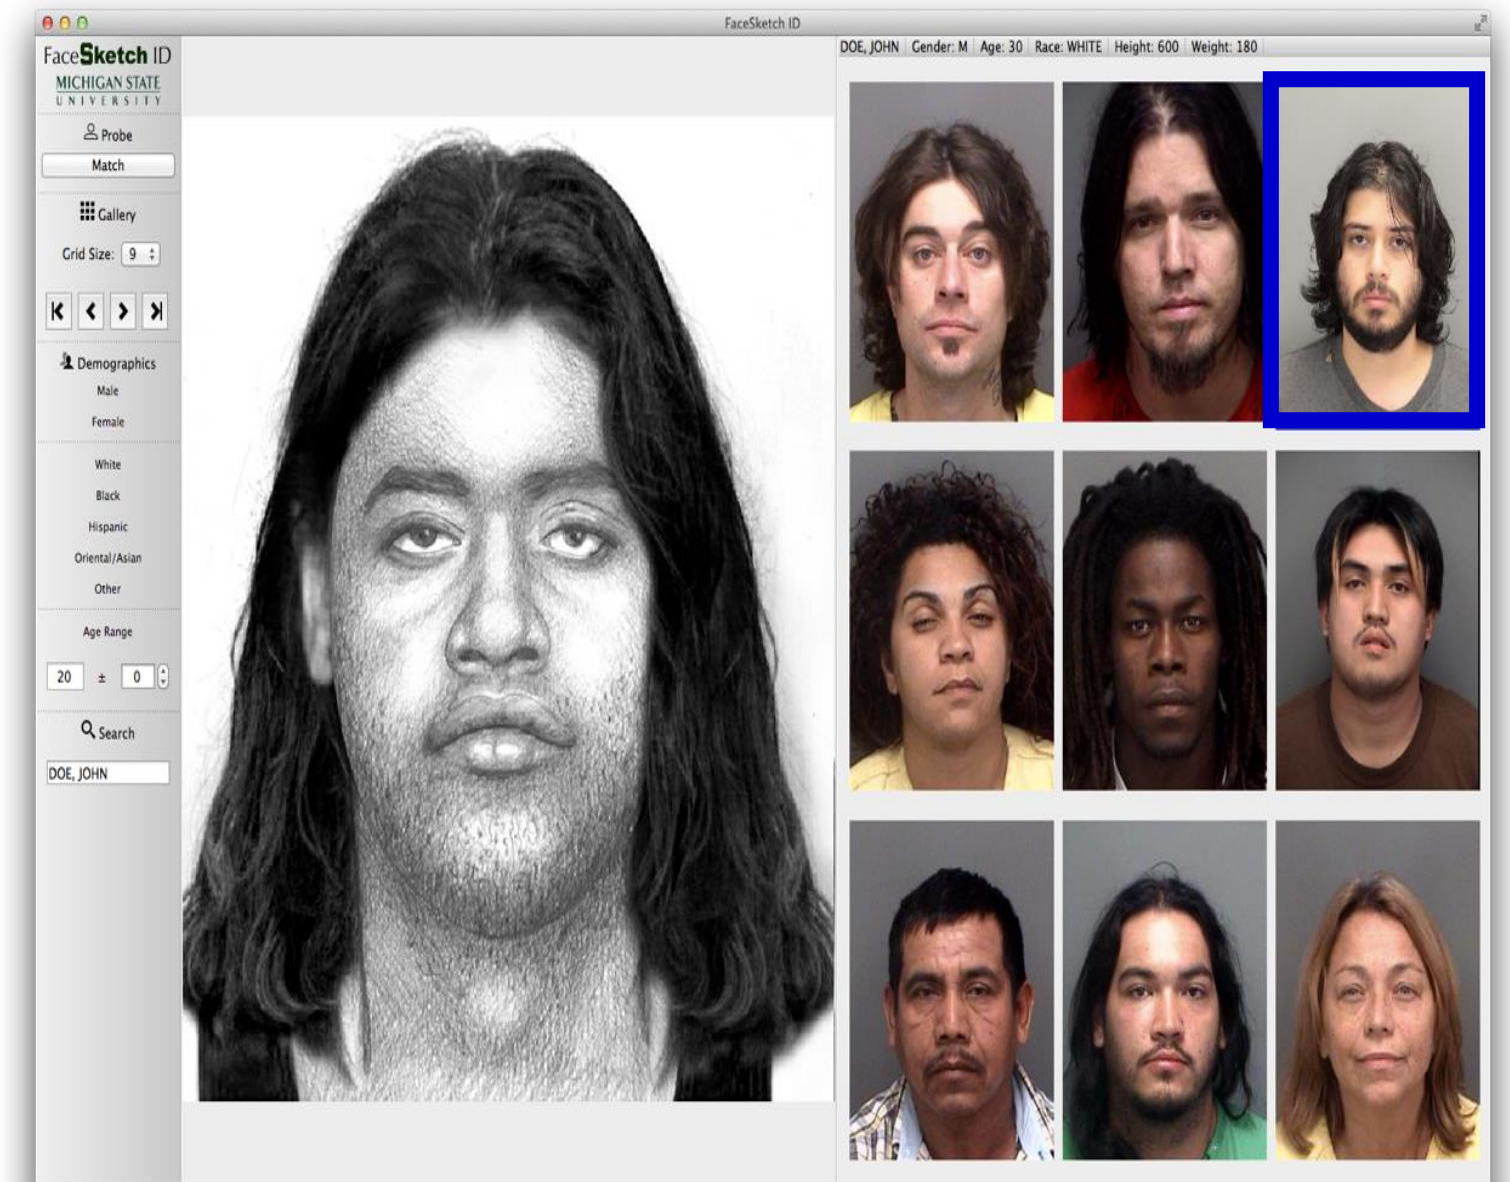 FaceSketch ID
FaceSketch ID
MICHIGAN STATE
UNIVERSITY
Probe
Match
Gallery
Grid Size: 9
Demographics
Male
Female
White
Black
Hispanic
Oriental/Asian
Other
Age Range
20 ± 0
Search
DOE, JOHN
DOE, JOHN Gender: M Age: 30 Race: WHITE Height: 600 Weight: 180